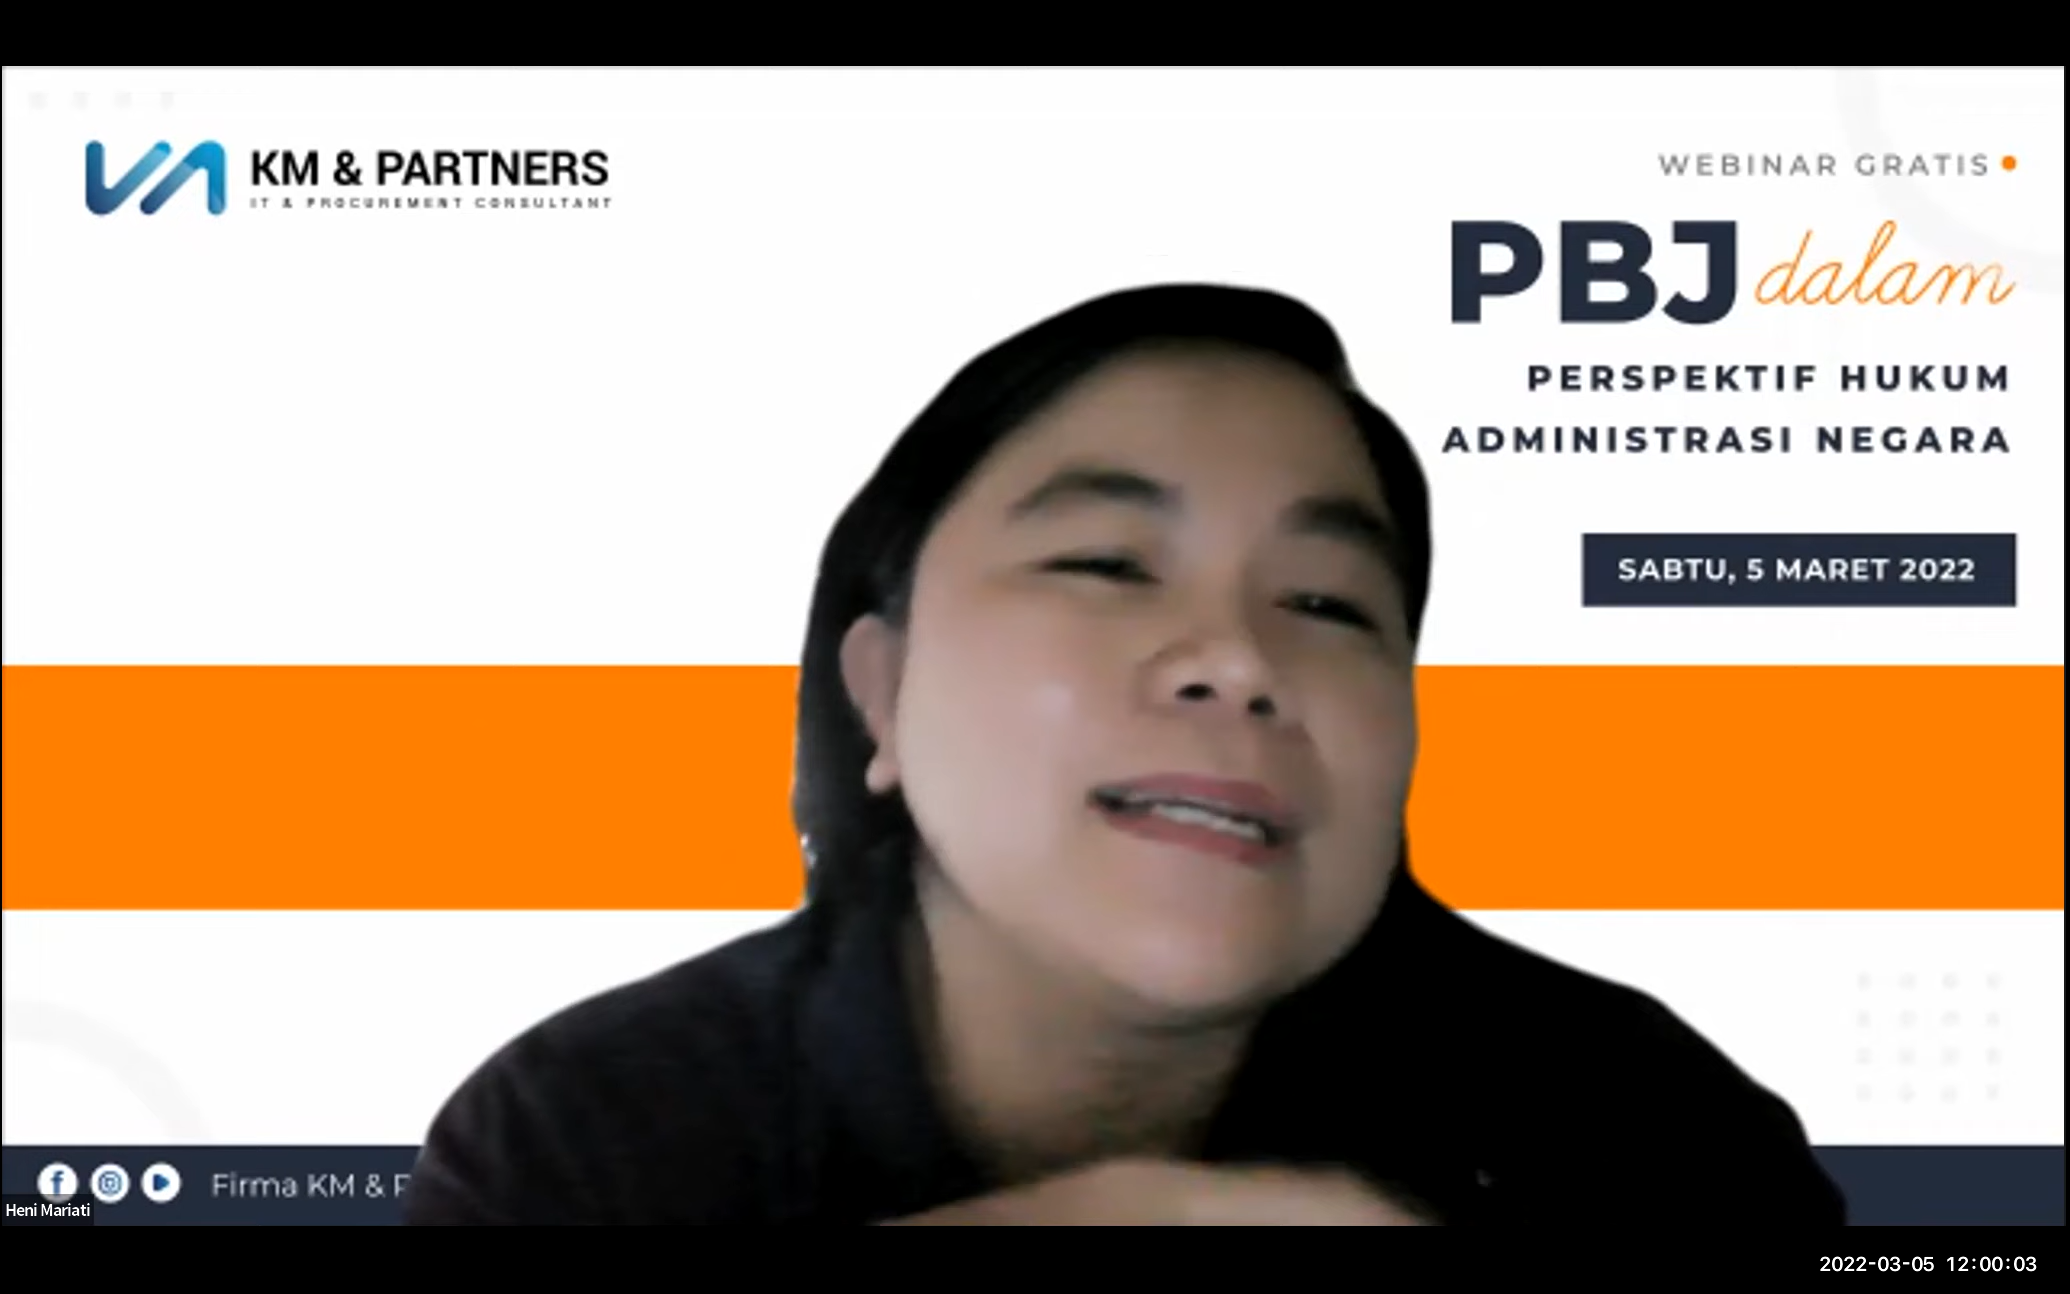 KM & PARTNERS
IT & PROCUREMENT CONSULTANT
WEBINAR GRATIS
PBJ dalam
PERSPEKTIF HUKUM
ADMINISTRASI NEGARA
SABTU, 5 MARET 2022
Firma KM & P
Heni Mariati
2022-03-05 12:00:03